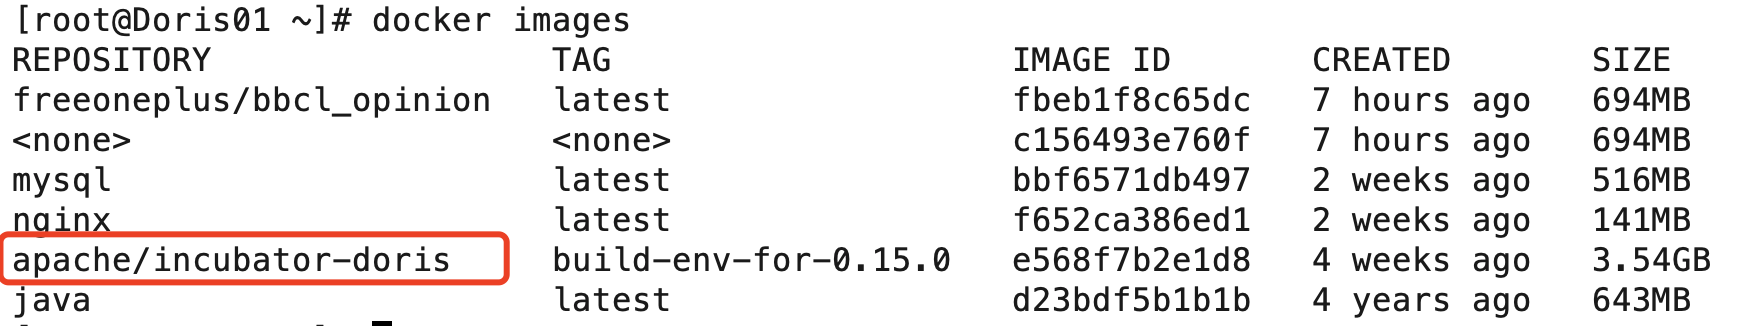 [root@Doris01 ~]# docker images
REPOSITORY TAG IMAGE ID CREATED SIZE
freeoneplus/bbcl_opinion latest fbeb1f8c65dc 7 hours ago 694MB
<none> <none> c156493e760f 7 hours ago 694MB
mysql latest bbf6571db497 2 weeks ago 516MB
nginx latest f652ca386ed1 2 weeks ago 141MB
apache/incubator-doris build-env-for-0.15.0 e568f7b2e1d8 4 weeks ago 3.54GB
java latest d23bdf5b1b1b 4 years ago 643MB